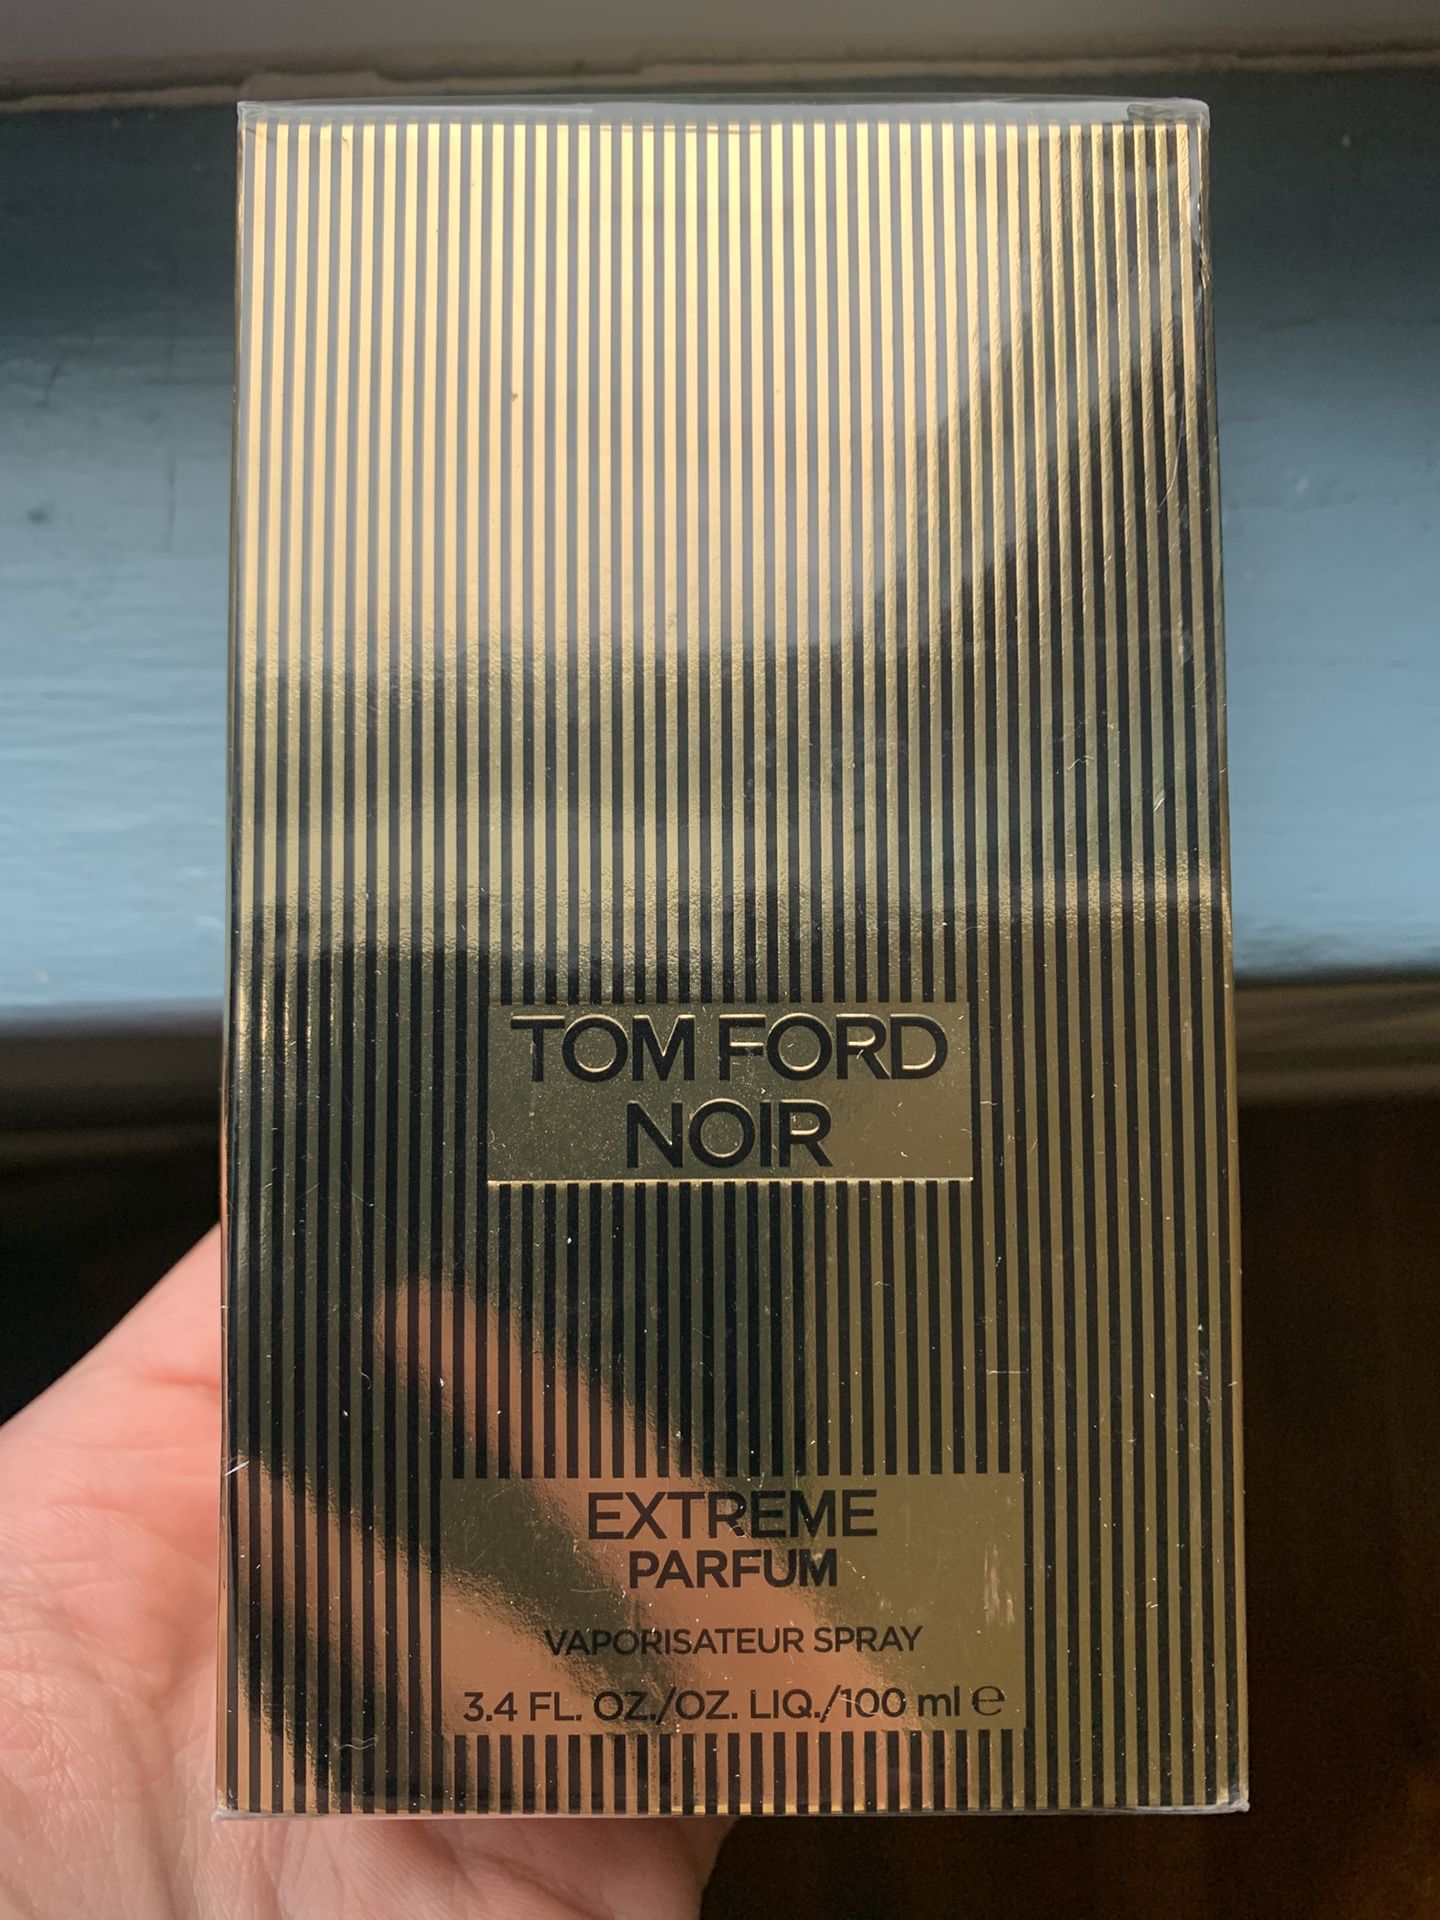 TOM FORD
NOIR
EXTREME
PARFUM
VAPORISATEUR SPRAY
3.4 FL. OZ./OZ. LIQ./100 ml ℮